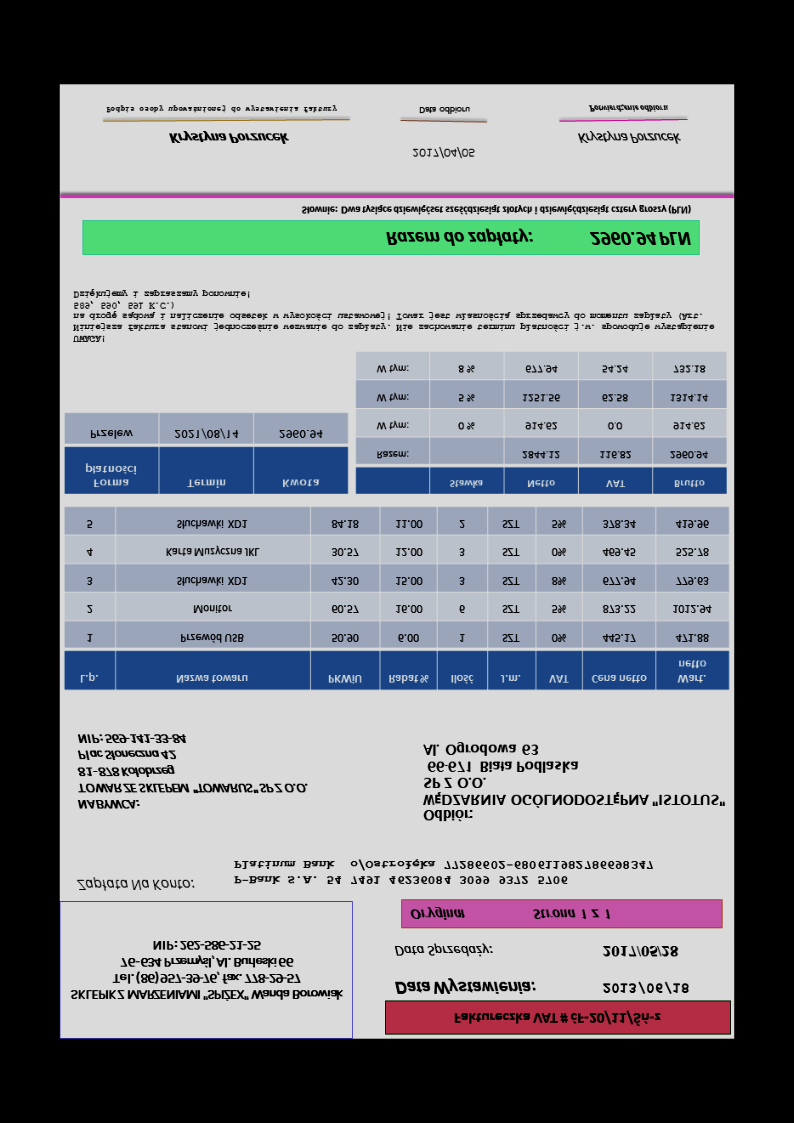 Faktureczka VAT # čF-20/11/Śń-z
SKLEPIK Z MARZENIAMI "SPIŻEX" Wanda Borowiak
Tel. (86) 957-39-76, fax. 778-29-57
76-634 Przemyśl, Al. Burleski 66
NIP: 262-586-21-25
Data Wystawienia: 2013/06/18
Data Sprzedaży: 2017/05/28
Oryginał Strona 1 z 1
Zapłata Na Konto:
P-Bank S.A. 54 7491 46236084 3099 9372 5706
Platinum Bank o/Ostrołęka 77286602-680611982786698347
NABYWCA:
TOWAR ZE SKLEPEM "TOWARUS" SP Z O.O.
81-878 Kołobrzeg
Plac Słoneczna 42
NIP: 569-141-33-84
Odbiór:
WĘDZARNIA OGÓLNODOSTĘPNA "ISTOTUS"
SP Z O.O.
66-671 Biała Podlaska
Al. Ogrodowa 63
L.p. Nazwa towaru PKWiU Rabat % Ilość J.m. VAT Cena netto Wart. netto
1 Przewód USB 50.90 6.00 1 SZT 0% 445.17 471.88
2 Monitor 60.57 16.00 6 SZT 5% 873.22 1012.94
3 Słuchawki XD1 42.30 15.00 3 SZT 8% 677.94 779.63
4 Karta Muzyczna JKL 30.57 12.00 3 SZT 0% 469.45 525.78
5 Słuchawki XD1 84.18 11.00 2 SZT 5% 378.34 419.96
Forma płatności Termin Kwota
Przelew 2021/08/14 2960.94
Stawka Netto VAT Brutto
Razem: 2844.12 116.82 2960.94
W tym: 0 % 914.62 0.0 914.62
W tym: 5 % 1251.56 62.58 1314.14
W tym: 8 % 677.94 54.24 732.18
UWAGA!
Niniejsza faktura stanowi jednocześnie wezwanie do zapłaty. Nie zachowanie terminu płatności j.w. spowoduje wystąpienie
na drogę sądową i naliczenie odsetek w wysokości ustawowej! Towar jest własnością sprzedawcy do momentu zapłaty (Art.
589, 590, 591 K.C.)
Dziękujemy i zapraszamy ponownie!
Razem do zapłaty: 2960.94 PLN
Słownie: Dwa tysiące dziewięćset sześćdziesiąt złotych i dziewięćdziesiąt cztery groszy (PLN)
Krystyna Porzucek 2017/04/05 Krystyna Porzucek
Podpis osoby upoważnionej do wystawienia faktury Data odbioru Potwierdzenie odbioru